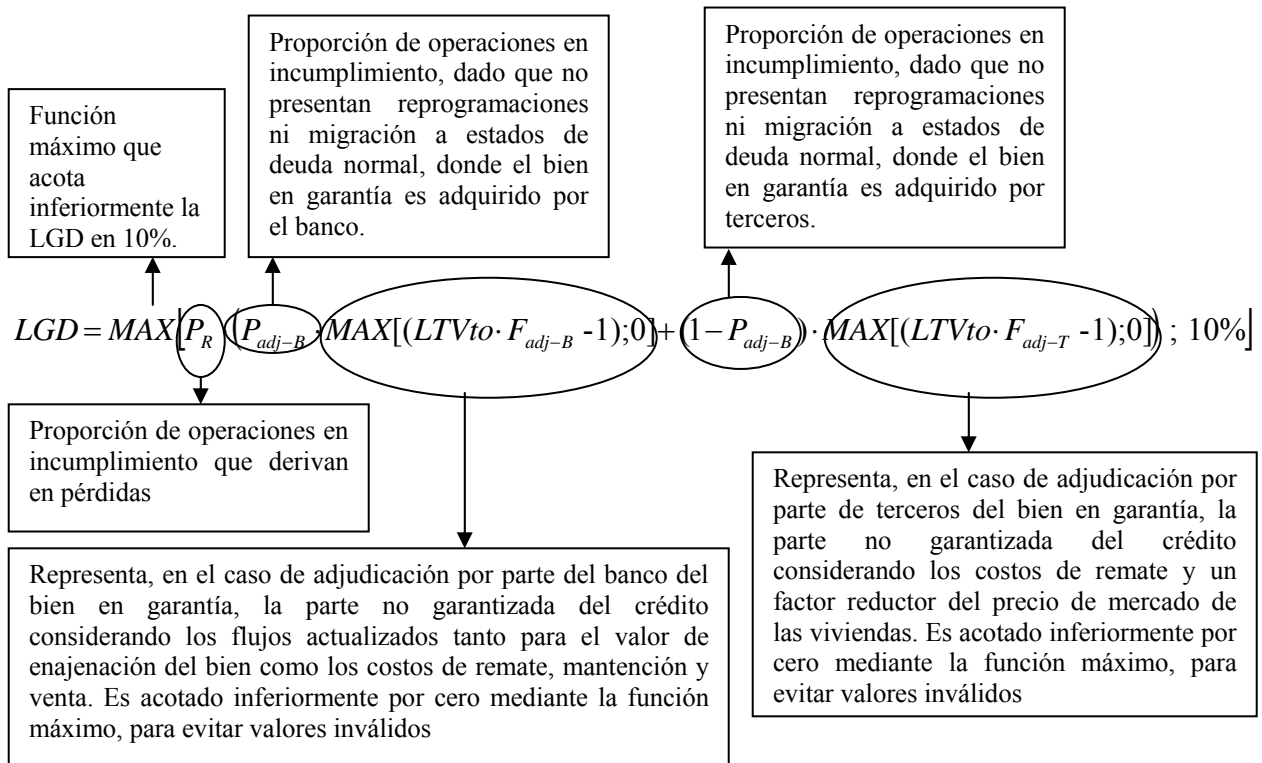 Función
máximo que
acota
inferiormente la
LGD en 10%.
Proporción de operaciones en
incumplimiento, dado que no
presentan reprogramaciones
ni migración a estados de
deuda normal, donde el bien
en garantía es adquirido por
el banco.
Proporción de operaciones en
incumplimiento, dado que no
presentan reprogramaciones
ni migración a estados de
deuda normal, donde el bien
en garantía es adquirido por
terceros.
LGD = MAX[P_R (P_{adj-B} · MAX[(LTVto · F_{adj-B} -1);0] + (1 − P_{adj-B}) · MAX[(LTVto · F_{adj-T} -1);0]) ; 10%]
Proporción de operaciones en
incumplimiento que derivan
en pérdidas
Representa, en el caso de adjudicación por parte del banco del
bien en garantía, la parte no garantizada del crédito
considerando los flujos actualizados tanto para el valor de
enajenación del bien como los costos de remate, mantención y
venta. Es acotado inferiormente por cero mediante la función
máximo, para evitar valores inválidos
Representa, en el caso de adjudicación por
parte de terceros del bien en garantía, la
parte no garantizada del crédito
considerando los costos de remate y un
factor reductor del precio de mercado de
las viviendas. Es acotado inferiormente por
cero mediante la función máximo, para
evitar valores inválidos